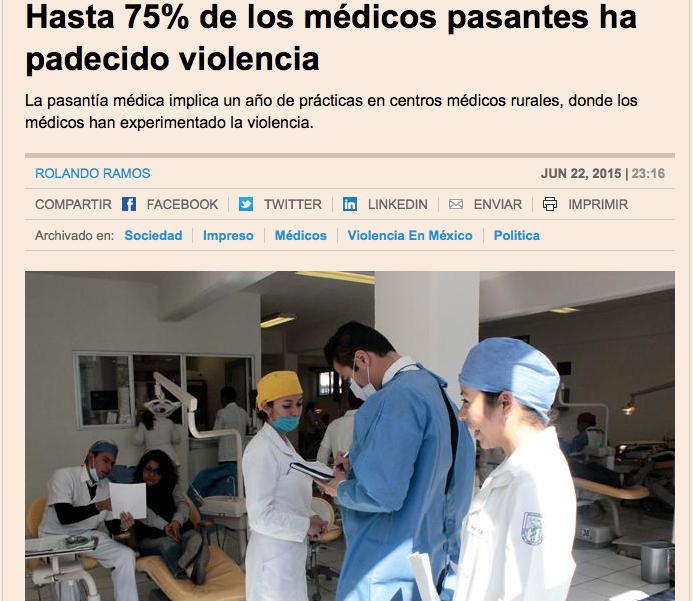 Hasta 75% de los médicos pasantes ha
padecido violencia
La pasantía médica implica un año de prácticas en centros médicos rurales, donde los
médicos han experimentado la violencia.
ROLANDO RAMOS JUN 22, 2015 | 23:16
COMPARTIR FACEBOOK TWITTER LINKEDIN ENVIAR IMPRIMIR
Archivado en: Sociedad Impreso Médicos Violencia En México Politica